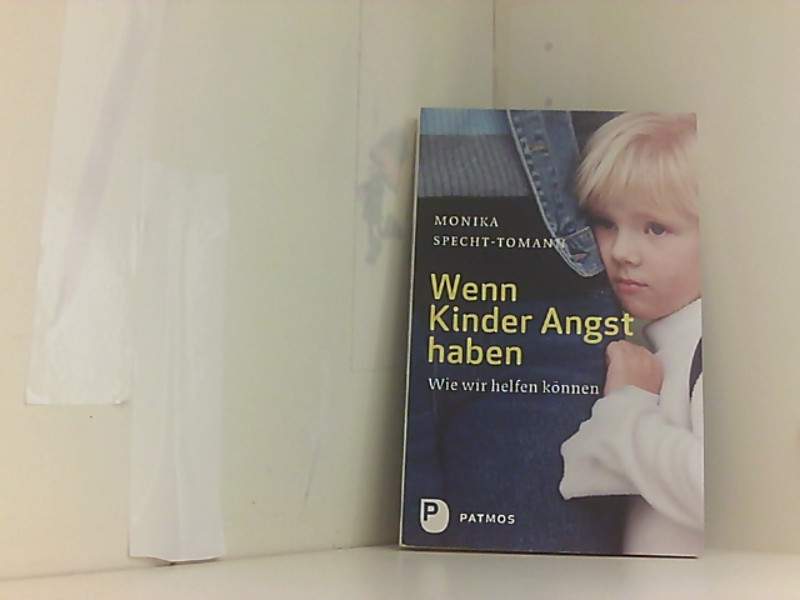 MONIKA
SPECHT-TOMANN
Wenn
Kinder Angst
haben
Wie wir helfen können
P PATMOS